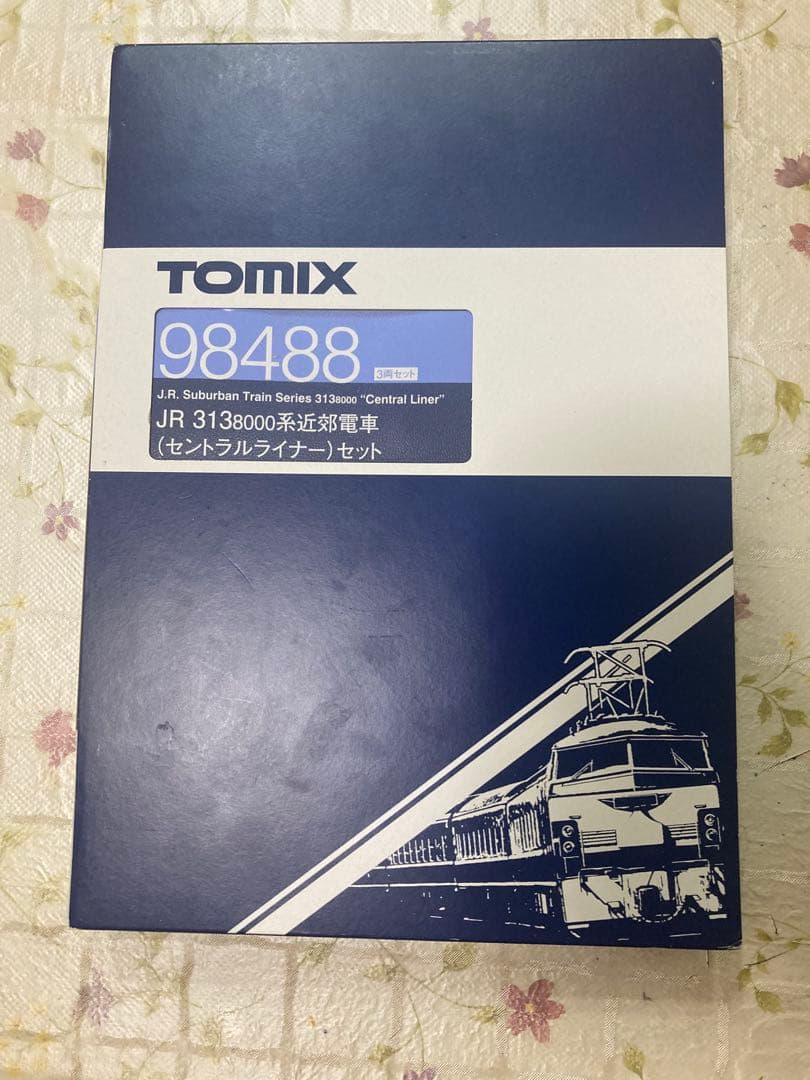 TOMIX
98488 3両セット
J.R. Suburban Train Series 3138000 “Central Liner”
JR 3138000系近郊電車
(セントラルライナー)セット